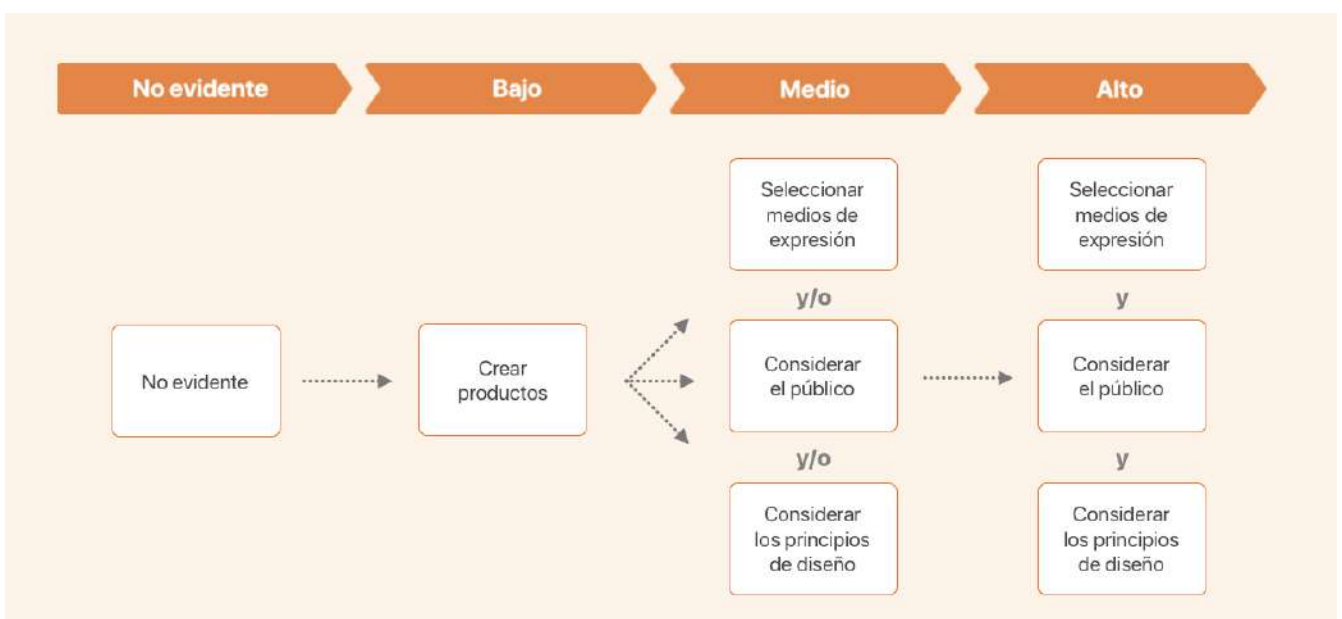 No evidente
Bajo
Medio
Alto
No evidente
Crear
productos
Seleccionar
medios de
expresión
y/o
Considerar
el público
y/o
Considerar
los principios
de diseño
Seleccionar
medios de
expresión
y
Considerar
el público
y
Considerar
los principios
de diseño